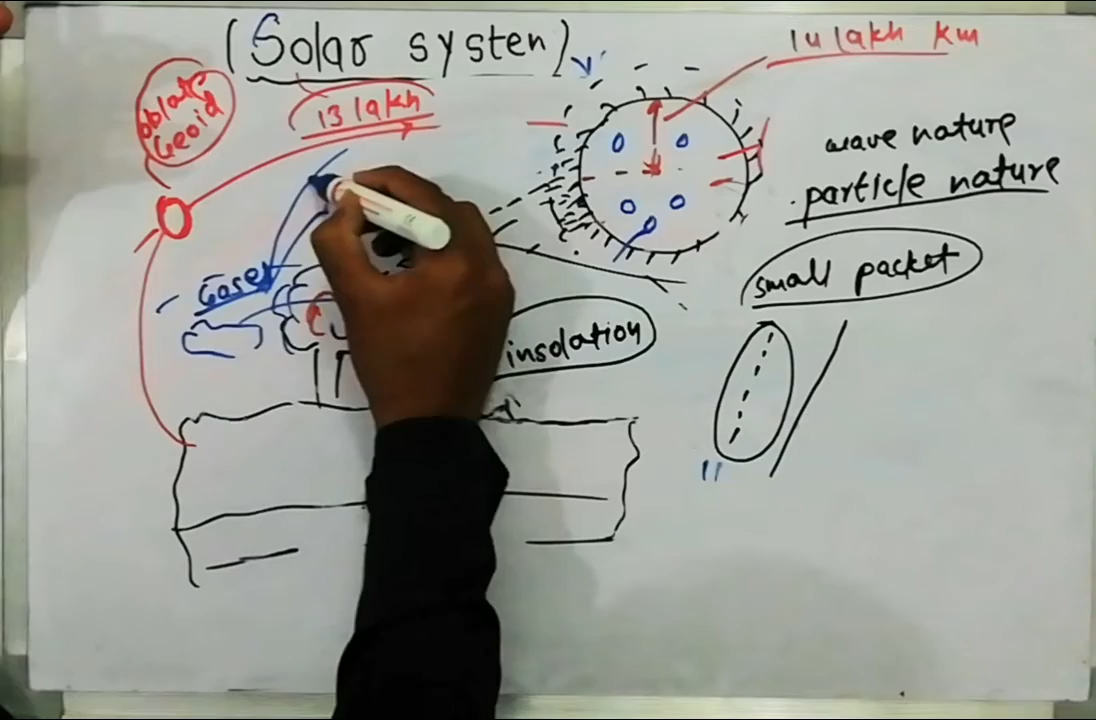 (Solar systen)
14 lakh km
oblate
Geoid
13 lakh
wave nature
particle nature
Gases
small packet
insolation